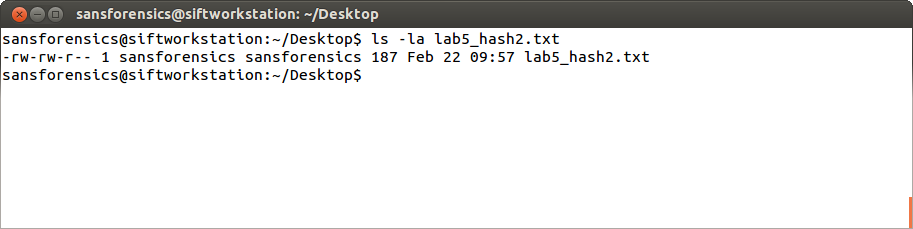 sansforensics@siftworkstation: ~/Desktop
sansforensics@siftworkstation:~/Desktop$ ls -la lab5_hash2.txt
-rw-rw-r-- 1 sansforensics sansforensics 187 Feb 22 09:57 lab5_hash2.txt
sansforensics@siftworkstation:~/Desktop$